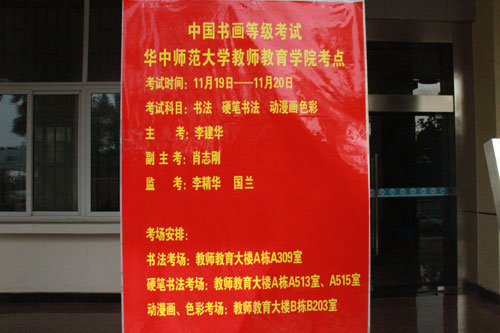 中国书画等级考试
华中师范大学教师教育学院考点
考试时间：11月19日——11月20日
考试科目：书法 硬笔书法 动漫画色彩
主 考：李建华
副 主 考：肖志刚
监 考：李精华 国兰
考场安排：
书法考场：教师教育大楼A栋A309室
硬笔书法考场：教师教育大楼A栋A513室、A515室
动漫画、色彩考场：教师教育大楼B栋B203室